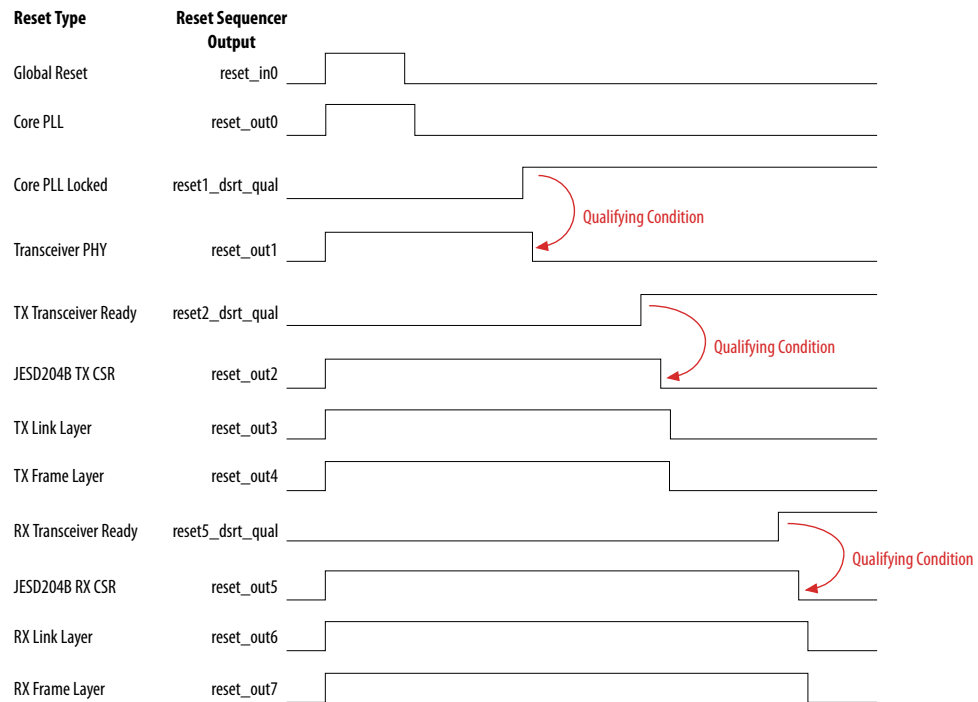 Reset Type Reset Sequencer
Output
Global Reset reset_in0
Core PLL reset_out0
Core PLL Locked reset1_dsrt_qual
Qualifying Condition
Transceiver PHY reset_out1
TX Transceiver Ready reset2_dsrt_qual
Qualifying Condition
JESD204B TX CSR reset_out2
TX Link Layer reset_out3
TX Frame Layer reset_out4
RX Transceiver Ready reset5_dsrt_qual
Qualifying Condition
JESD204B RX CSR reset_out5
RX Link Layer reset_out6
RX Frame Layer reset_out7